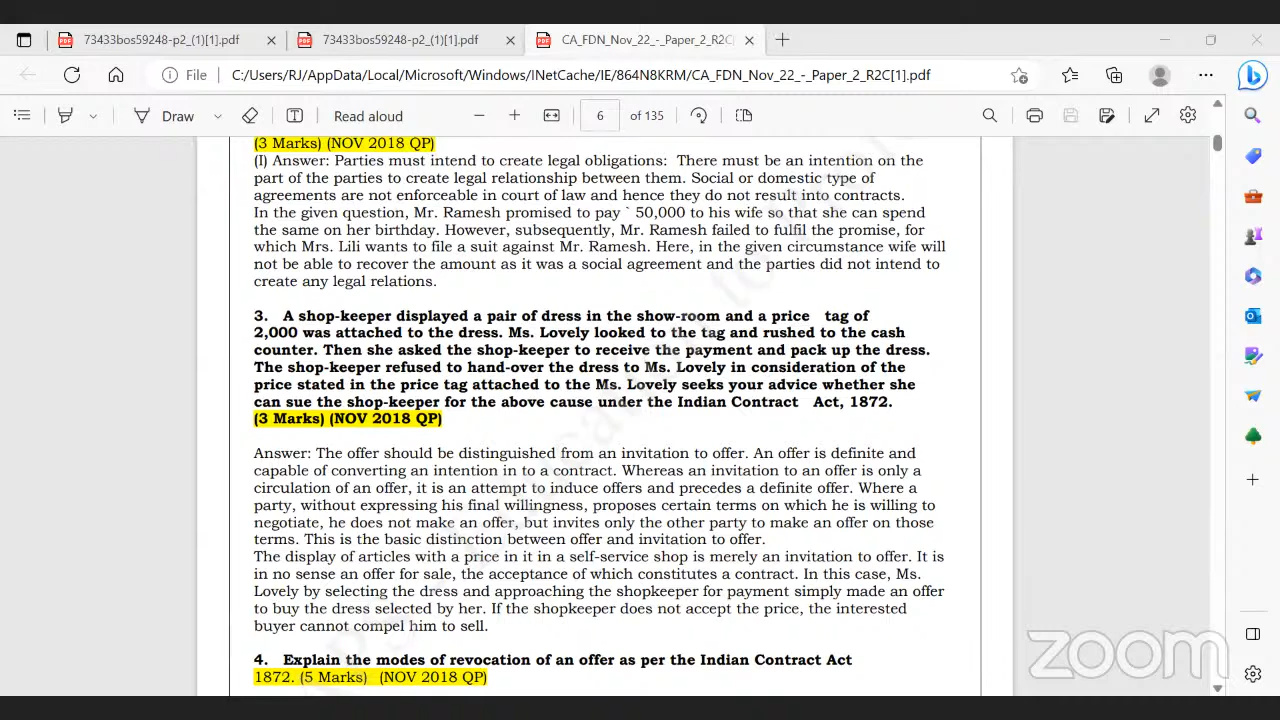 73433bos59248-p2_(1)[1].pdf
73433bos59248-p2_(1)[1].pdf
CA_FDN_Nov_22_-_Paper_2_R2C[
File
C:/Users/RJ/AppData/Local/Microsoft/Windows/INetCache/IE/864N8KRM/CA_FDN_Nov_22_-_Paper_2_R2C[1].pdf
Draw
Read aloud
6 of 135
(3 Marks) (NOV 2018 QP)
(I) Answer: Parties must intend to create legal obligations: There must be an intention on the
part of the parties to create legal relationship between them. Social or domestic type of
agreements are not enforceable in court of law and hence they do not result into contracts.
In the given question, Mr. Ramesh promised to pay ` 50,000 to his wife so that she can spend
the same on her birthday. However, subsequently, Mr. Ramesh failed to fulfil the promise, for
which Mrs. Lili wants to file a suit against Mr. Ramesh. Here, in the given circumstance wife will
not be able to recover the amount as it was a social agreement and the parties did not intend to
create any legal relations.
3. A shop-keeper displayed a pair of dress in the show-room and a price tag of
2,000 was attached to the dress. Ms. Lovely looked to the tag and rushed to the cash
counter. Then she asked the shop-keeper to receive the payment and pack up the dress.
The shop-keeper refused to hand-over the dress to Ms. Lovely in consideration of the
price stated in the price tag attached to the Ms. Lovely seeks your advice whether she
can sue the shop-keeper for the above cause under the Indian Contract Act, 1872.
(3 Marks) (NOV 2018 QP)
Answer: The offer should be distinguished from an invitation to offer. An offer is definite and
capable of converting an intention in to a contract. Whereas an invitation to an offer is only a
circulation of an offer, it is an attempt to induce offers and precedes a definite offer. Where a
party, without expressing his final willingness, proposes certain terms on which he is willing to
negotiate, he does not make an offer, but invites only the other party to make an offer on those
terms. This is the basic distinction between offer and invitation to offer.
The display of articles with a price in it in a self-service shop is merely an invitation to offer. It is
in no sense an offer for sale, the acceptance of which constitutes a contract. In this case, Ms.
Lovely by selecting the dress and approaching the shopkeeper for payment simply made an offer
to buy the dress selected by her. If the shopkeeper does not accept the price, the interested
buyer cannot compel him to sell.
4. Explain the modes of revocation of an offer as per the Indian Contract Act
1872. (5 Marks) (NOV 2018 QP)
zoom